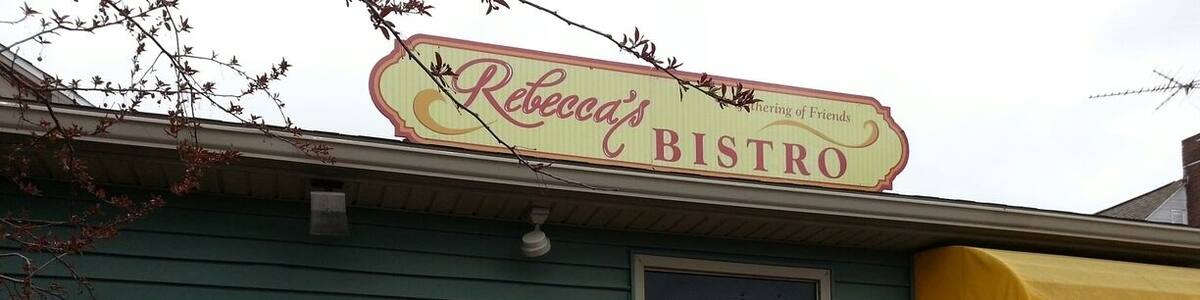 Rebecca's
BISTRO
of Friends